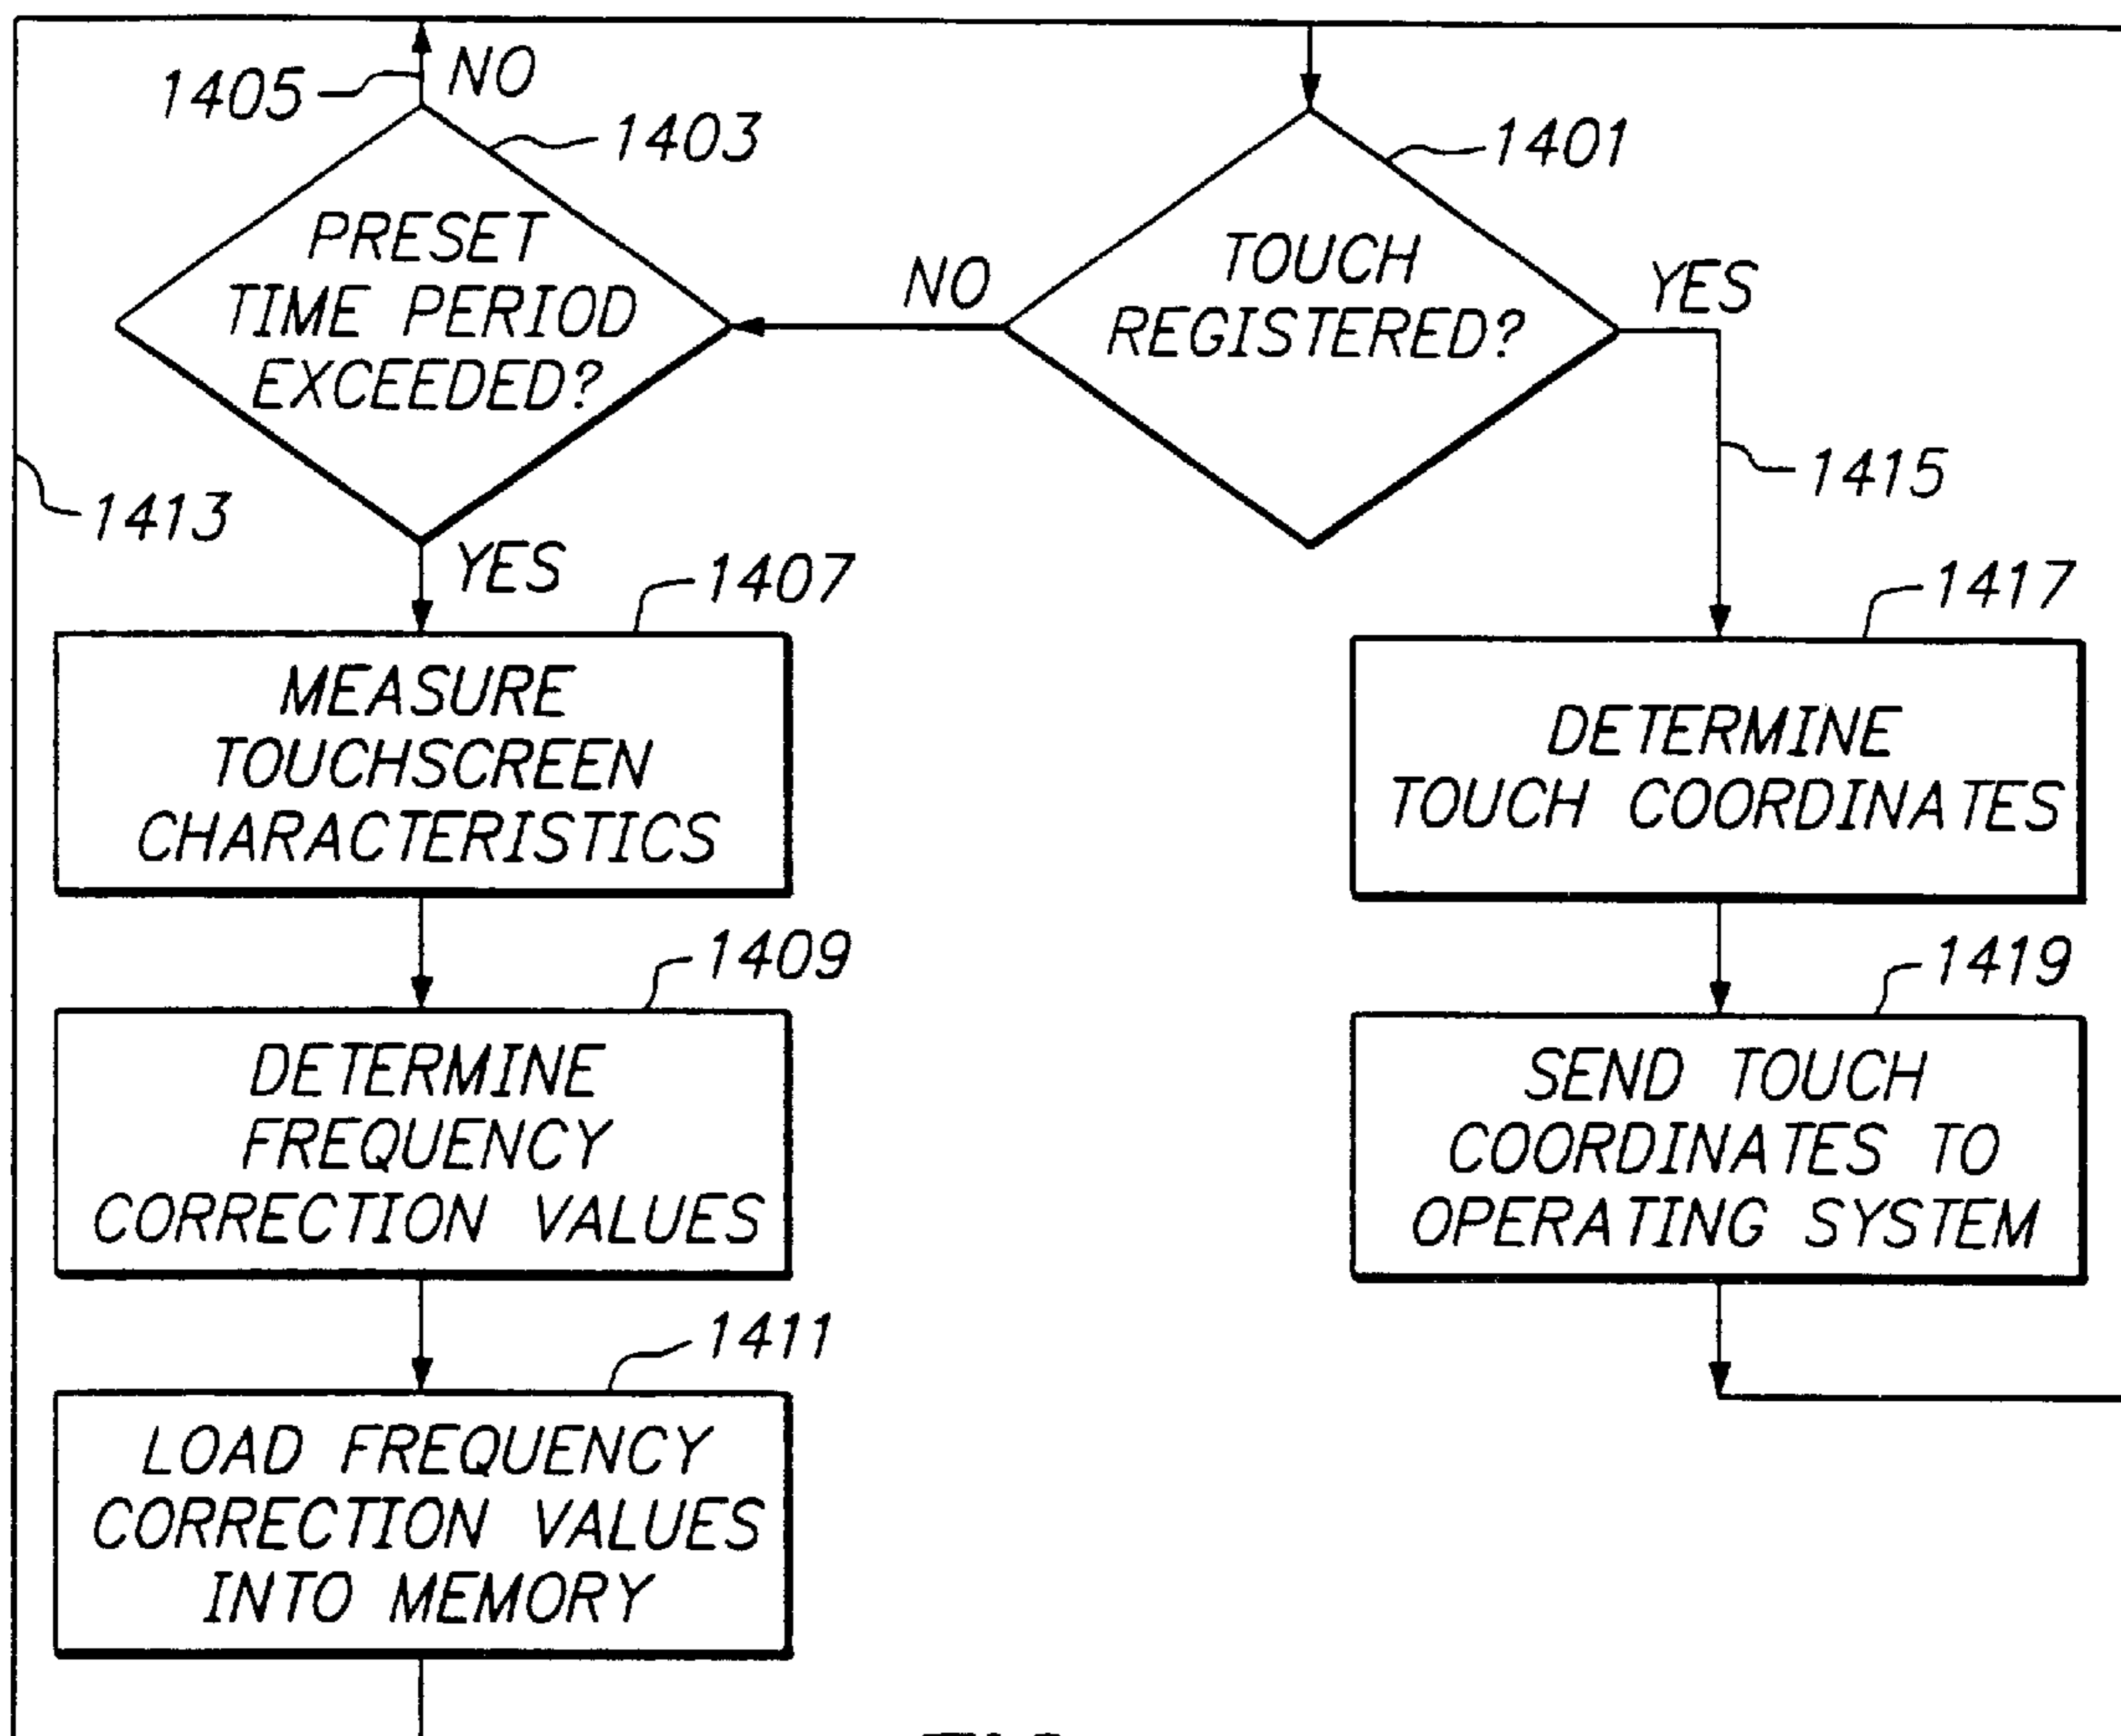 1405
NO
1403
PRESET
TIME PERIOD
EXCEEDED?
NO
1401
TOUCH
REGISTERED?
YES
1415
1413
YES
1407
MEASURE
TOUCHSCREEN
CHARACTERISTICS
1417
DETERMINE
TOUCH COORDINATES
1409
DETERMINE
FREQUENCY
CORRECTION VALUES
1419
SEND TOUCH
COORDINATES TO
OPERATING SYSTEM
1411
LOAD FREQUENCY
CORRECTION VALUES
INTO MEMORY